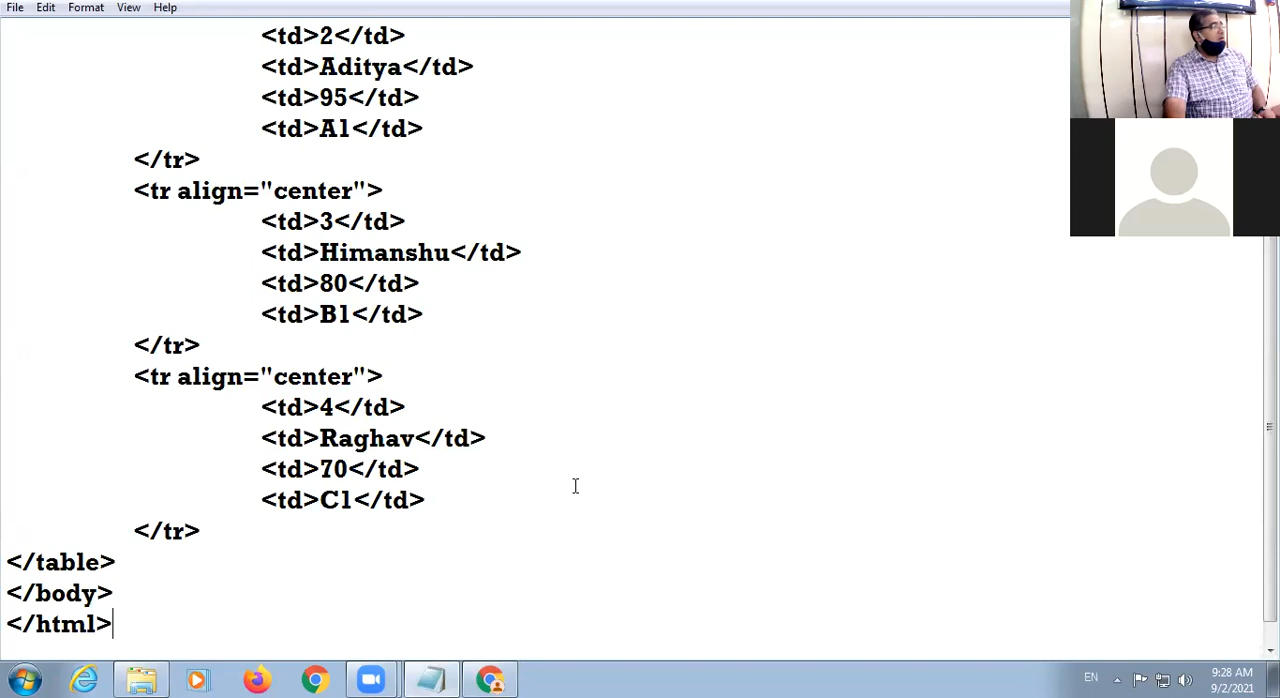 File Edit Format View Help
<td>2</td>
<td>Aditya</td>
<td>95</td>
<td>A1</td>
</tr>
<tr align="center">
<td>3</td>
<td>Himanshu</td>
<td>80</td>
<td>B1</td>
</tr>
<tr align="center">
<td>4</td>
<td>Raghav</td>
<td>70</td>
<td>C1</td>
</tr>
</table>
</body>
</html>
EN
9:28 AM
9/2/2021